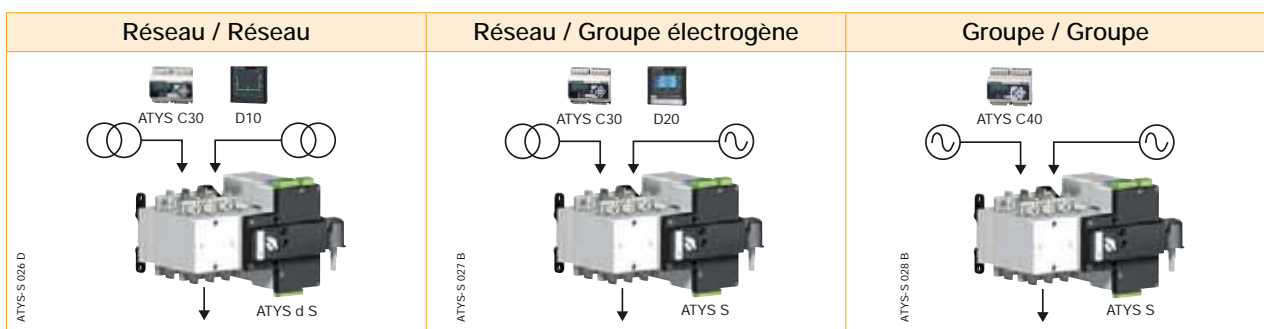 Réseau / Réseau
Réseau / Groupe électrogène
Groupe / Groupe
ATYS C30
D10
ATYS-S 026 D
ATYS d S
ATYS C30
D20
ATYS-S 027 B
ATYS S
ATYS C40
ATYS-S 028 B
ATYS S